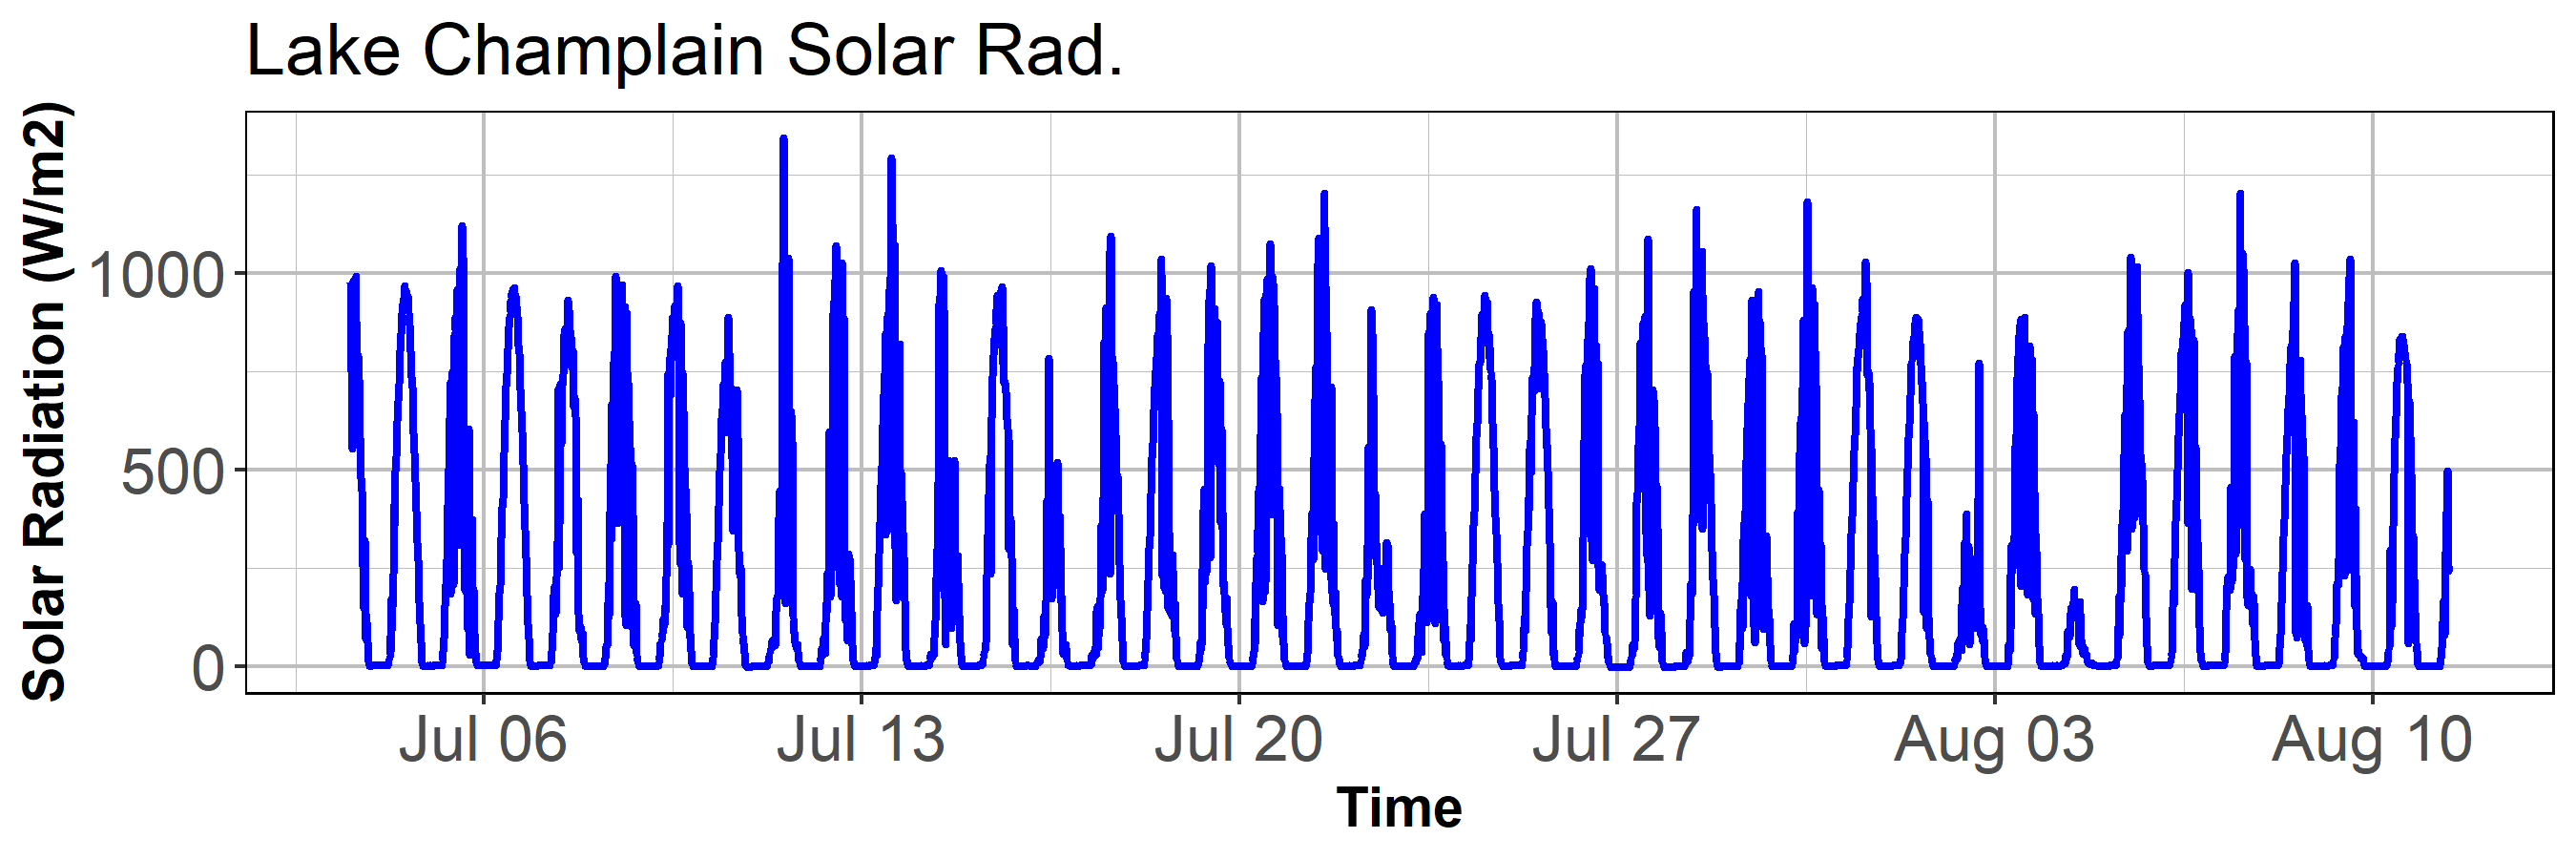 Lake Champlain Solar Rad.
Solar Radiation (W/m2)
1000
500
0
Jul 06 Jul 13 Jul 20 Jul 27 Aug 03 Aug 10
Time